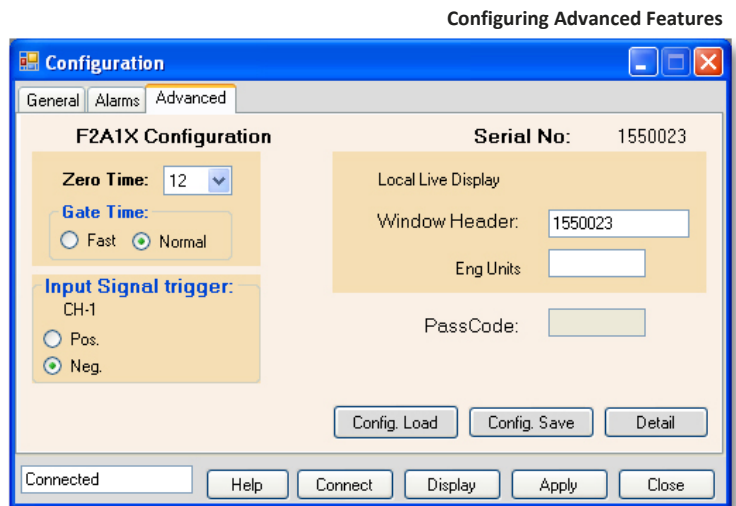 Configuring Advanced Features
Configuration
General Alarms Advanced
F2A1X Configuration
Serial No: 1550023
Zero Time: 12
Gate Time:
Fast Normal
Input Signal trigger:
CH-1
Pos.
Neg.
Local Live Display
Window Header: 1550023
Eng Units
PassCode:
Config. Load Config. Save Detail
Connected Help Connect Display Apply Close